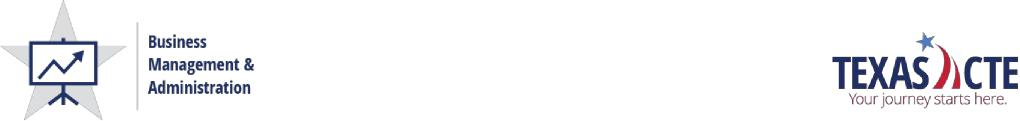 Business
Management &
Administration
TEXAS CTE
Your journey starts here.